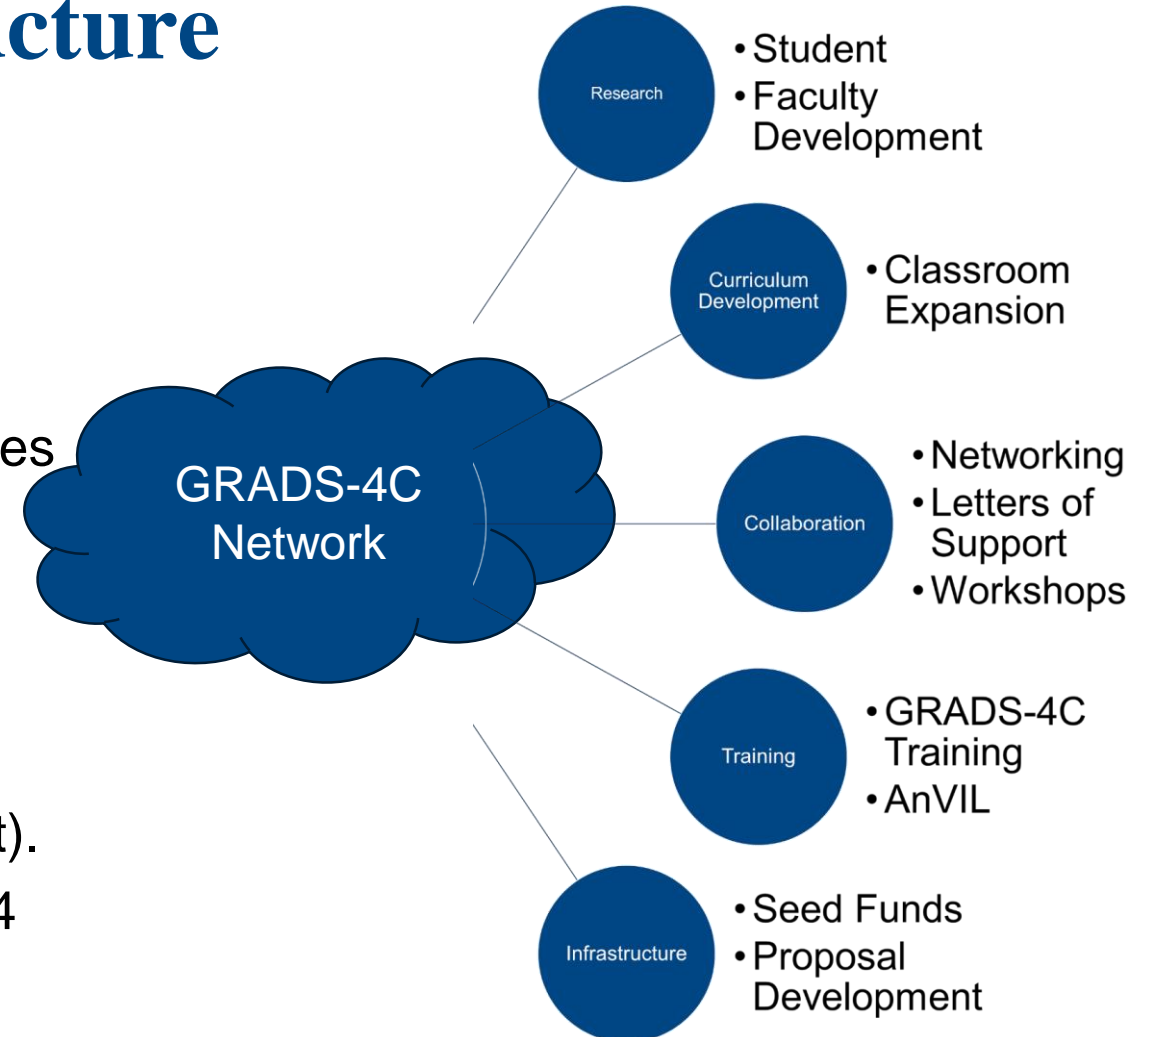 cture
• Student
• Faculty
Development
Research
Curriculum
Development
• Classroom
Expansion
es
GRADS-4C
Network
Collaboration
• Networking
• Letters of
Support
• Workshops
Training
• GRADS-4C
Training
• AnVIL
t).
4
Infrastructure
• Seed Funds
• Proposal
Development